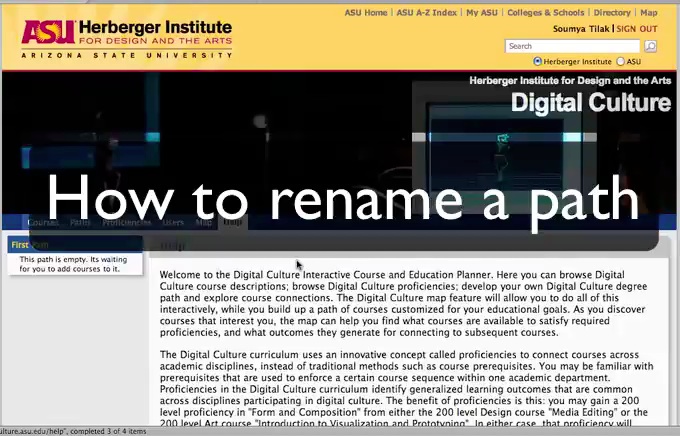 ASU Home | ASU A-Z Index | My ASU | Colleges & Schools | Directory | Map
ASU Herberger Institute
FOR DESIGN AND THE ARTS
ARIZONA STATE UNIVERSITY
Soumya Tilak | SIGN OUT
Search
Herberger Institute ASU
Herberger Institute for Design and the Arts
Digital Culture
How to rename a path
Courses Paths Proficiencies Users Map Help
First Path
This path is empty. Its waiting
for you to add courses to it.
Help
Welcome to the Digital Culture Interactive Course and Education Planner. Here you can browse Digital
Culture course descriptions; browse Digital Culture proficiencies; develop your own Digital Culture degree
path and explore course connections. The Digital Culture map feature will allow you to do all of this
interactively, while you build up a path of courses customized for your educational goals. As you discover
courses that interest you, the map can help you find what courses are available to satisfy required
proficiencies, and what outcomes they generate for connecting to subsequent courses.
The Digital Culture curriculum uses an innovative concept called proficiencies to connect courses across
academic disciplines, instead of traditional methods such as course prerequisites. You may be familiar with
prerequisites that are used to enforce a certain course sequence within one academic department.
Proficiencies in the Digital Culture curriculum identify generalized learning outcomes that are common
across disciplines participating in digital culture. The benefit of proficiencies is this: you may gain a 200
level proficiency in "Form and Composition" from either the 200 level Design course "Media Editing" or the
200 level Art course "Introduction to Visualization and Prototyping". In either case, that proficiency will
ulture.asu.edu/help", completed 3 of 4 items